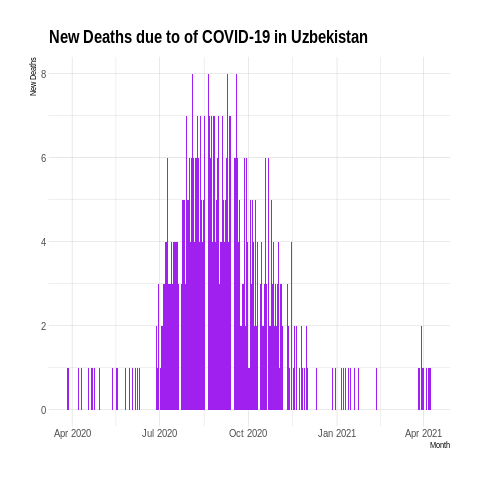 New Deaths due to of COVID-19 in Uzbekistan
New Deaths
8
6
4
2
0
Apr 2020 Jul 2020 Oct 2020 Jan 2021 Apr 2021
Month